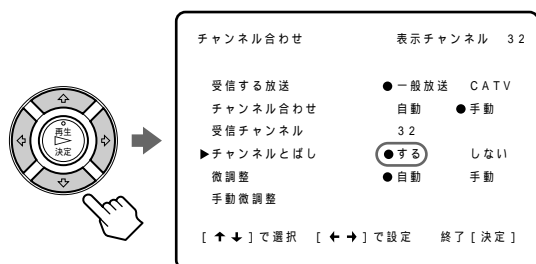 チャンネル合わせ 表示チャンネル 32
受信する放送 ●一般放送 CATV
チャンネル合わせ 自動 ●手動
受信チャンネル 32
▶チャンネルとばし ●する しない
微調整 ●自動 手動
手動微調整
[↑↓]で選択 [←→]で設定 終了[決定]
再生
決定